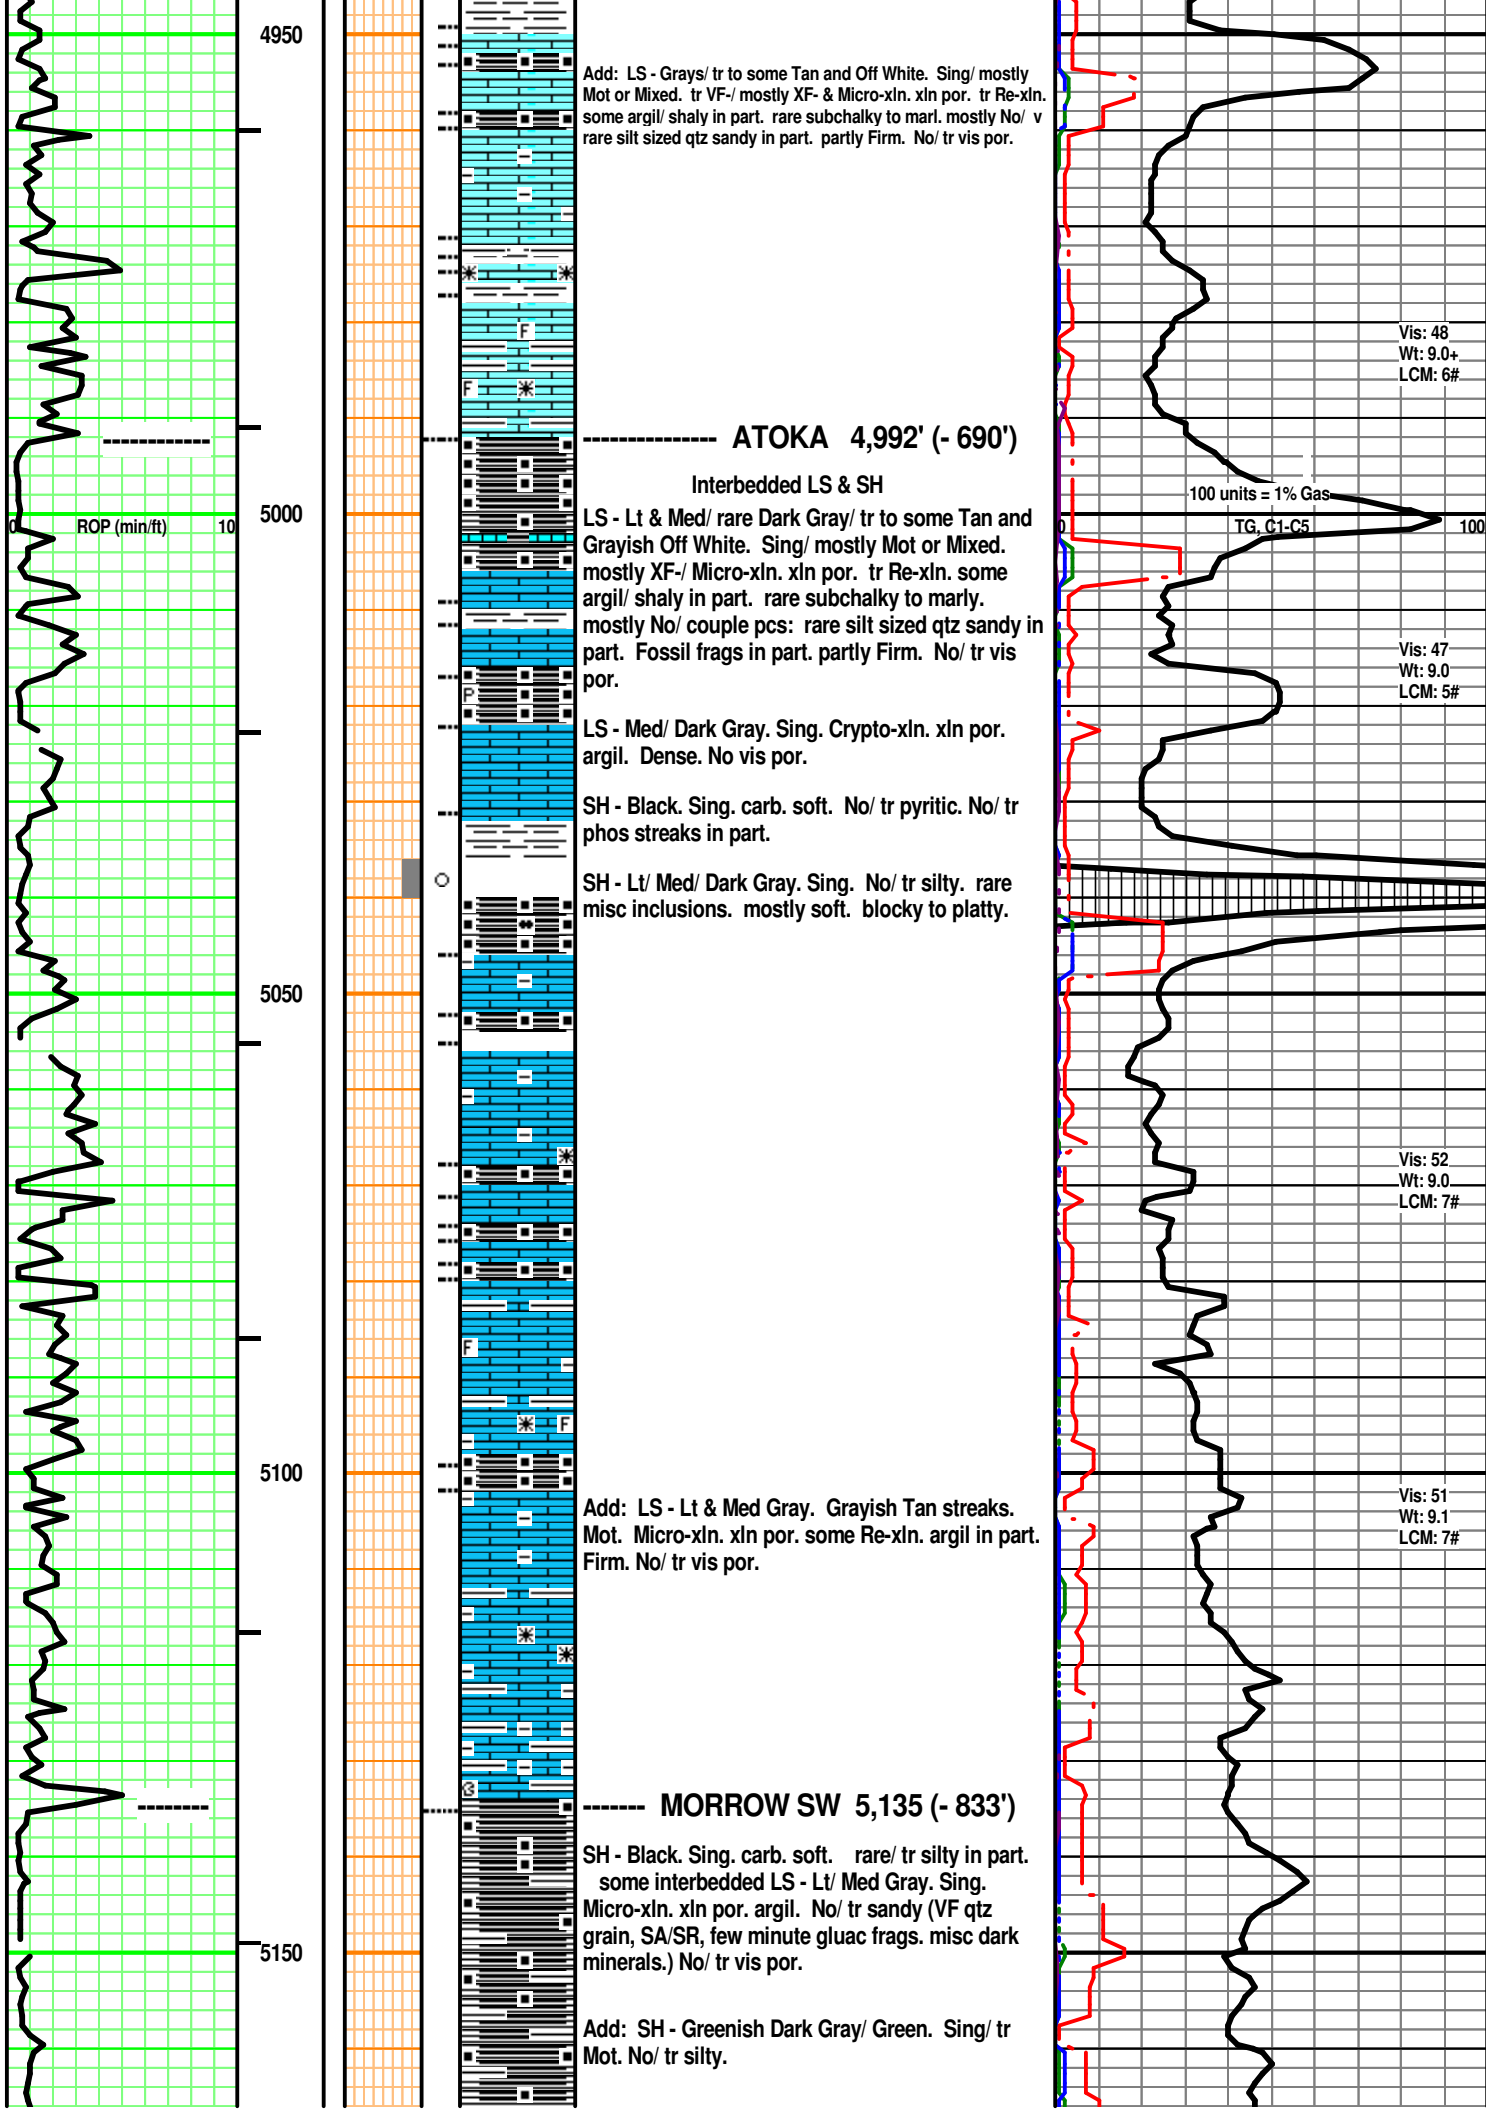 4950
Add: LS - Grays/ tr to some Tan and Off White. Sing/ mostly
Mot or Mixed. tr VF-/ mostly XF- & Micro-xln. xln por. tr Re-xln.
some argil/ shaly in part. rare subchalky to marl. mostly No/ v
rare silt sized qtz sandy in part. partly Firm. No/ tr vis por.
F
Vis: 48
Wt: 9.0+
LCM: 6#
F
--------------- ATOKA 4,992' (- 690')
Interbedded LS & SH
100 units = 1% Gas
5000
0 ROP (min/ft) 10
0 TG, C1-C5 100
LS - Lt & Med/ rare Dark Gray/ tr to some Tan and
Grayish Off White. Sing/ mostly Mot or Mixed.
mostly XF-/ Micro-xln. xln por. tr Re-xln. some
argil/ shaly in part. rare subchalky to marly.
mostly No/ couple pcs: rare silt sized qtz sandy in
part. Fossil frags in part. partly Firm. No/ tr vis
por.
Vis: 47
Wt: 9.0
LCM: 5#
P
LS - Med/ Dark Gray. Sing. Crypto-xln. xln por.
argil. Dense. No vis por.
SH - Black. Sing. carb. soft. No/ tr pyritic. No/ tr
phos streaks in part.
SH - Lt/ Med/ Dark Gray. Sing. No/ tr silty. rare
misc inclusions. mostly soft. blocky to platty.
5050
Vis: 52
Wt: 9.0
LCM: 7#
F
F
5100
Add: LS - Lt & Med Gray. Grayish Tan streaks.
Mot. Micro-xln. xln por. some Re-xln. argil in part.
Firm. No/ tr vis por.
Vis: 51
Wt: 9.1
LCM: 7#
------- MORROW SW 5,135 (- 833')
SH - Black. Sing. carb. soft. rare/ tr silty in part.
some interbedded LS - Lt/ Med Gray. Sing.
Micro-xln. xln por. argil. No/ tr sandy (VF qtz
grain, SA/SR, few minute gluac frags. misc dark
minerals.) No/ tr vis por.
5150
Add: SH - Greenish Dark Gray/ Green. Sing/ tr
Mot. No/ tr silty.